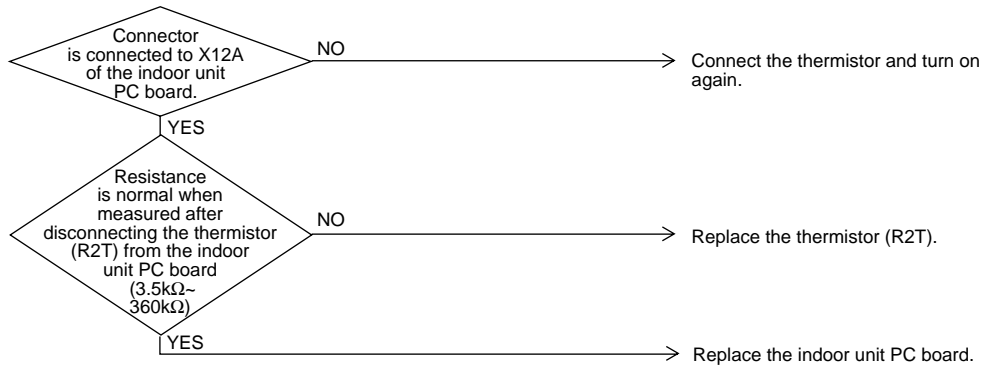 Connector
is connected to X12A
of the indoor unit
PC board.
NO
Connect the thermistor and turn on
again.
YES
Resistance
is normal when
measured after
disconnecting the thermistor
(R2T) from the indoor
unit PC board
(3.5kΩ~
360kΩ)
NO
Replace the thermistor (R2T).
YES
Replace the indoor unit PC board.